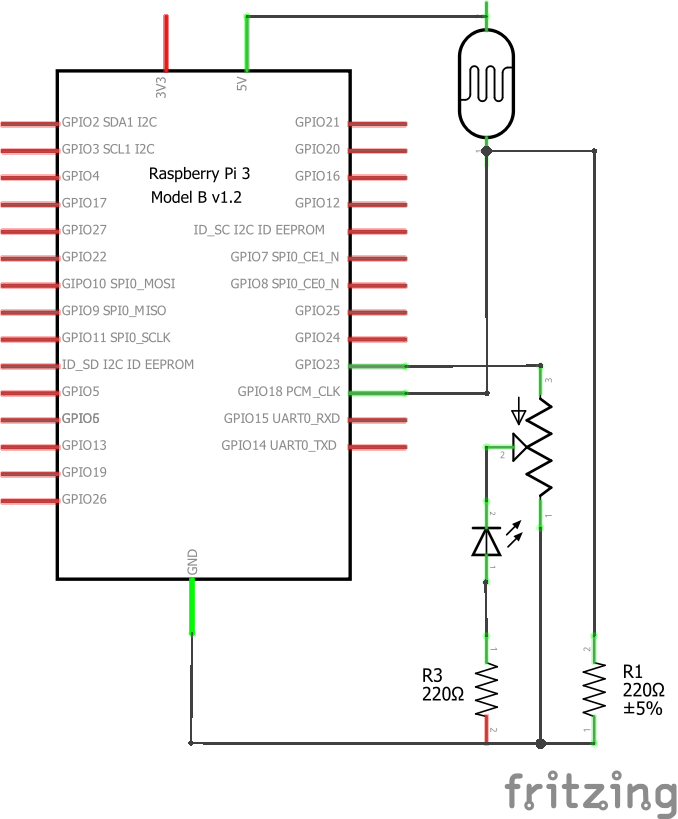 3V3
5V
GPIO2 SDA1 I2C
GPIO3 SCL1 I2C
GPIO4
GPIO17
GPIO27
GPIO22
GIPO10 SPI0_MOSI
GPIO9 SPI0_MISO
GPIO11 SPI0_SCLK
ID_SD I2C ID EEPROM
GPIO5
GPIO6
GPIO13
GPIO19
GPIO26
Raspberry Pi 3
Model B v1.2
GPIO21
GPIO20
GPIO16
GPIO12
ID_SC I2C ID EEPROM
GPIO7 SPI0_CE1_N
GPIO8 SPI0_CE0_N
GPIO25
GPIO24
GPIO23
GPIO18 PCM_CLK
GPIO15 UART0_RXD
GPIO14 UART0_TXD
GND
3
2
1
2
1
1
R3
220Ω
2
2
R1
220Ω
±5%
1
fritzing